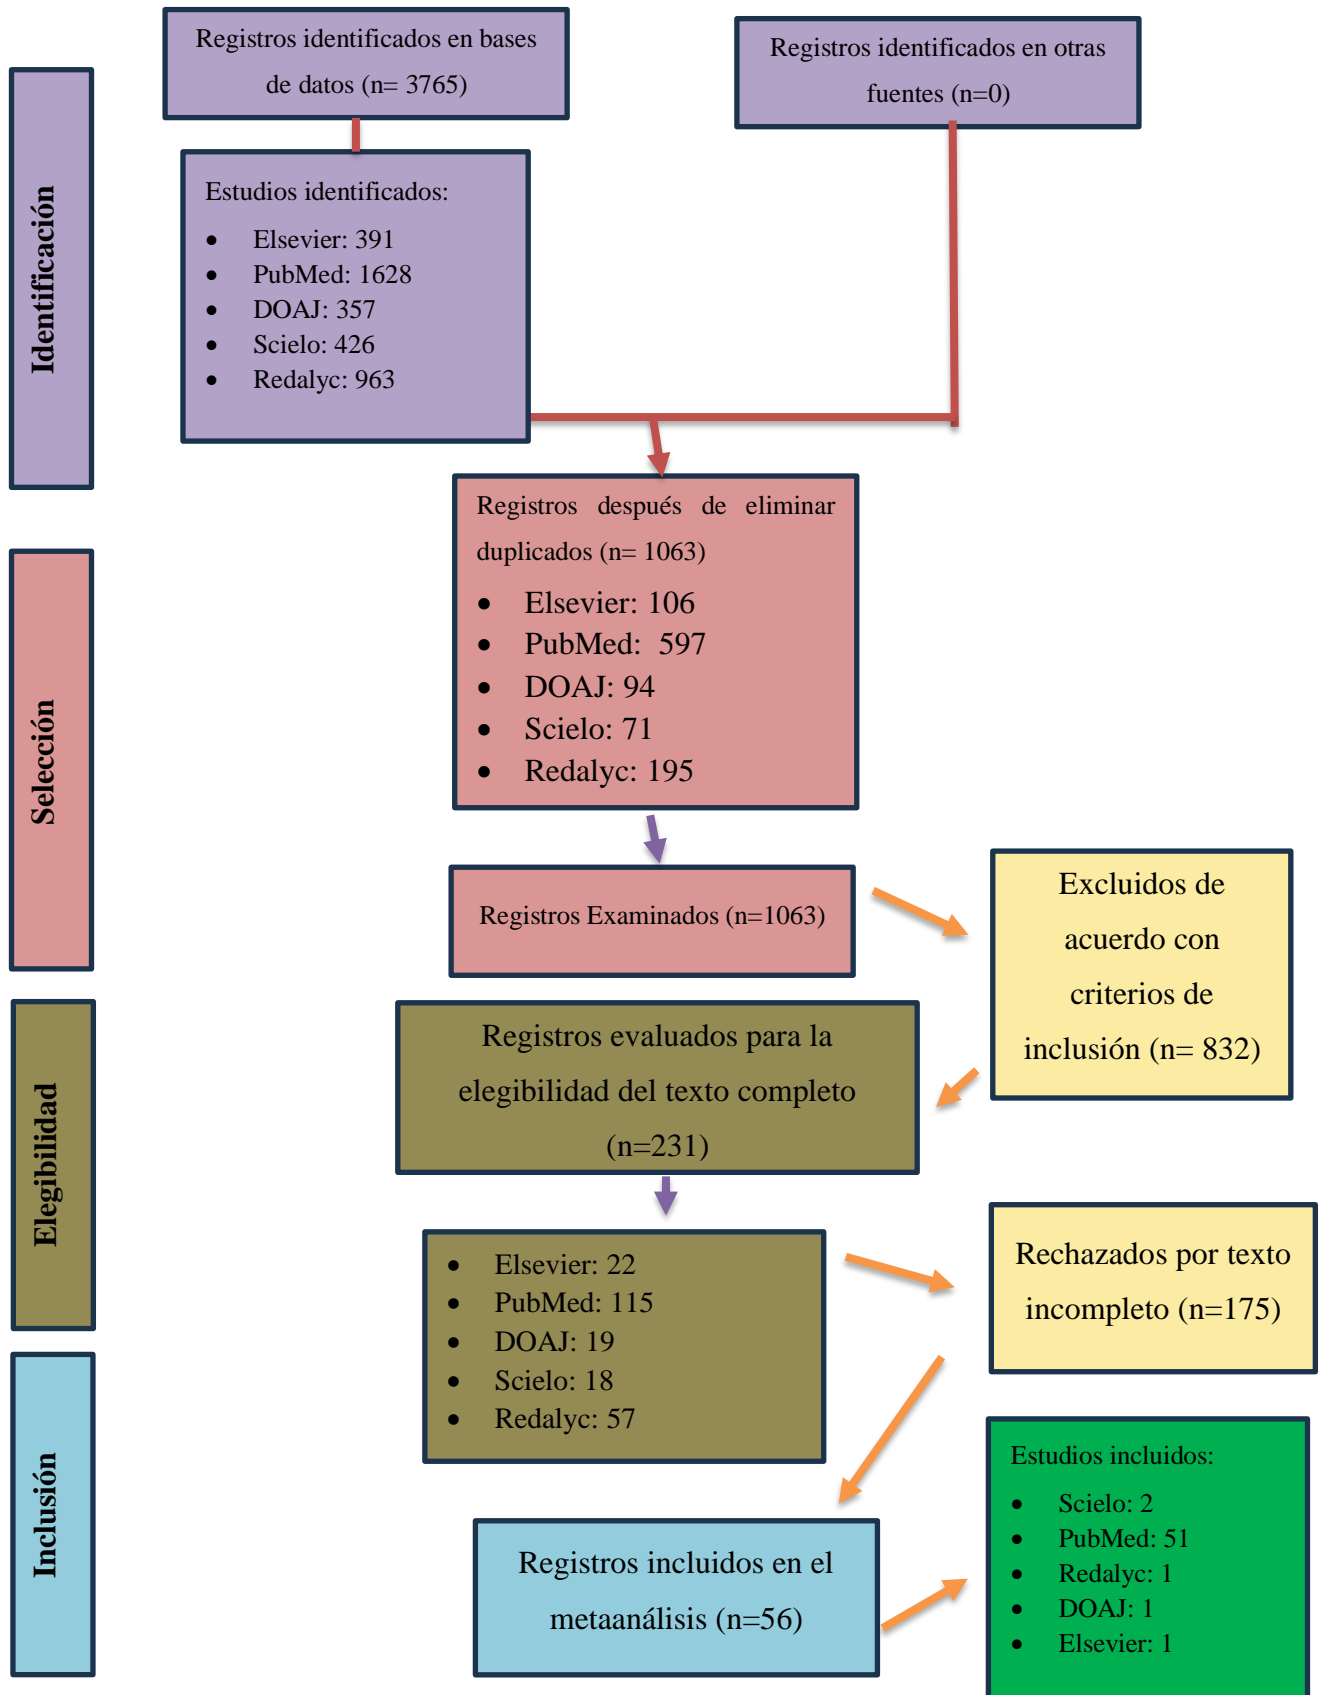 Registros identificados en bases
de datos (n= 3765)
Registros identificados en otras
fuentes (n=0)
Identificación
Estudios identificados:
• Elsevier: 391
• PubMed: 1628
• DOAJ: 357
• Scielo: 426
• Redalyc: 963
Selección
Registros después de eliminar
duplicados (n= 1063)
• Elsevier: 106
• PubMed: 597
• DOAJ: 94
• Scielo: 71
• Redalyc: 195
Registros Examinados (n=1063)
Excluidos de
acuerdo con
criterios de
inclusión (n= 832)
Elegibilidad
Registros evaluados para la
elegibilidad del texto completo
(n=231)
• Elsevier: 22
• PubMed: 115
• DOAJ: 19
• Scielo: 18
• Redalyc: 57
Rechazados por texto
incompleto (n=175)
Inclusión
Registros incluidos en el
metaanálisis (n=56)
Estudios incluidos:
• Scielo: 2
• PubMed: 51
• Redalyc: 1
• DOAJ: 1
• Elsevier: 1